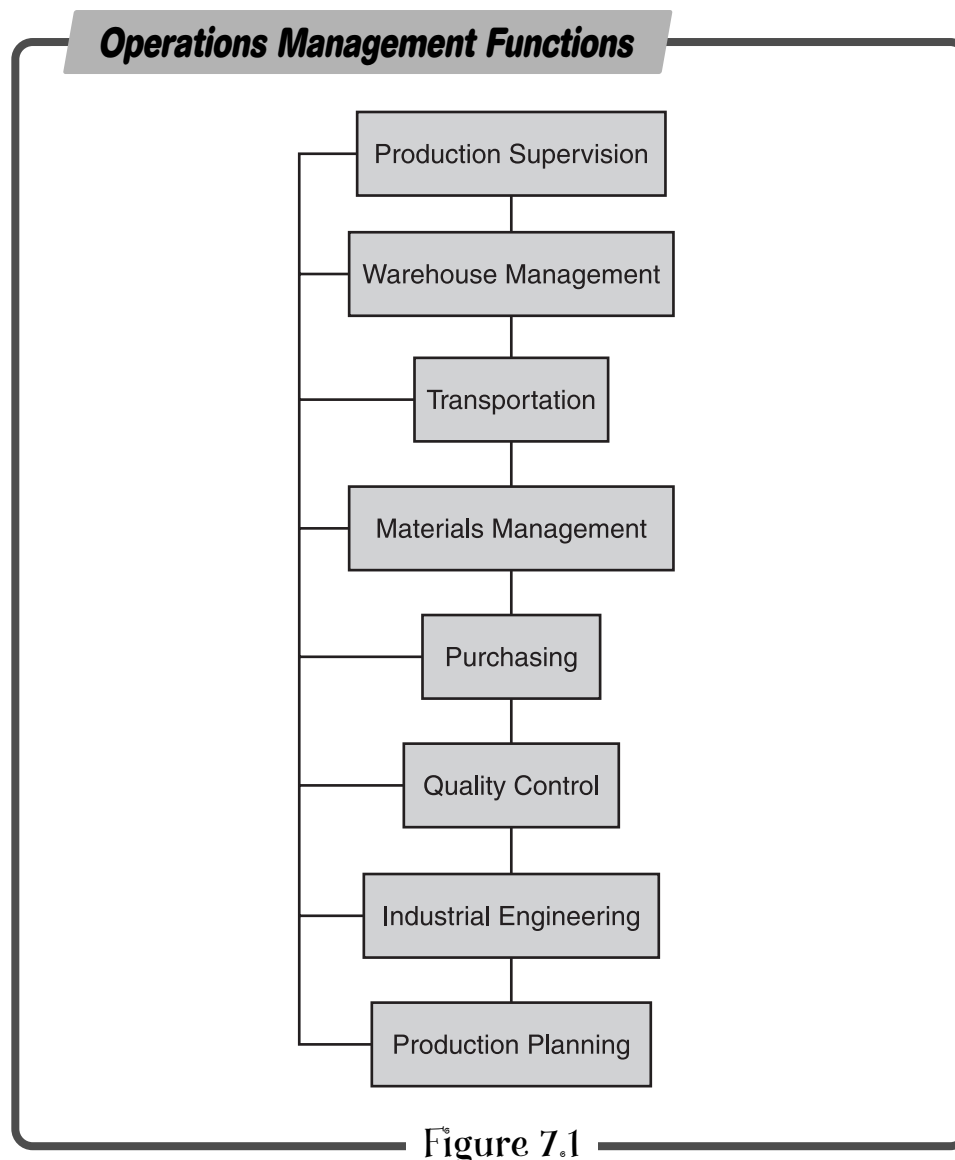 Operations Management Functions
Production Supervision
Warehouse Management
Transportation
Materials Management
Purchasing
Quality Control
Industrial Engineering
Production Planning
Figure 7.1